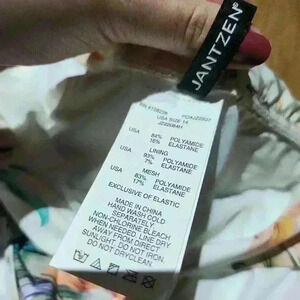 JANTZEN
USA SIZE 14
USA
84% POLYAMIDE
16% ELASTANE
LINING
USA
93% POLYAMIDE
7% ELASTANE
MESH
USA
83% POLYAMIDE
17% ELASTANE
EXCLUSIVE OF ELASTIC
MADE IN CHINA
HAND WASH COLD
SEPARATELY
NON-CHLORINE BLEACH
WHEN NEEDED. LINE DRY
AWAY FROM DIRECT
SUNLIGHT. DO NOT IRON.
DO NOT DRYCLEAN